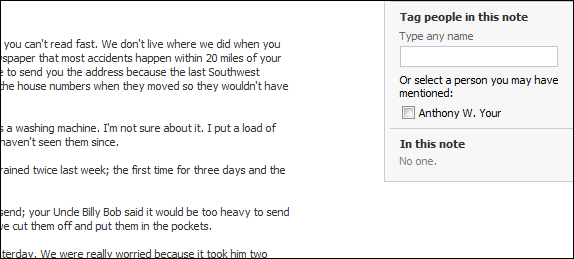 you can't read fast. We don't live where we did when you
wspaper that most accidents happen within 20 miles of your
e to send you the address because the last Southwest
the house numbers when they moved so they wouldn't have
s a washing machine. I'm not sure about it. I put a load of
haven't seen them since.
rained twice last week; the first time for three days and the
send; your Uncle Billy Bob said it would be too heavy to send
we cut them off and put them in the pockets.
sterday. We were really worried because it took him two
Tag people in this note
Type any name
Or select a person you may have
mentioned:
Anthony W. Your
In this note
No one.